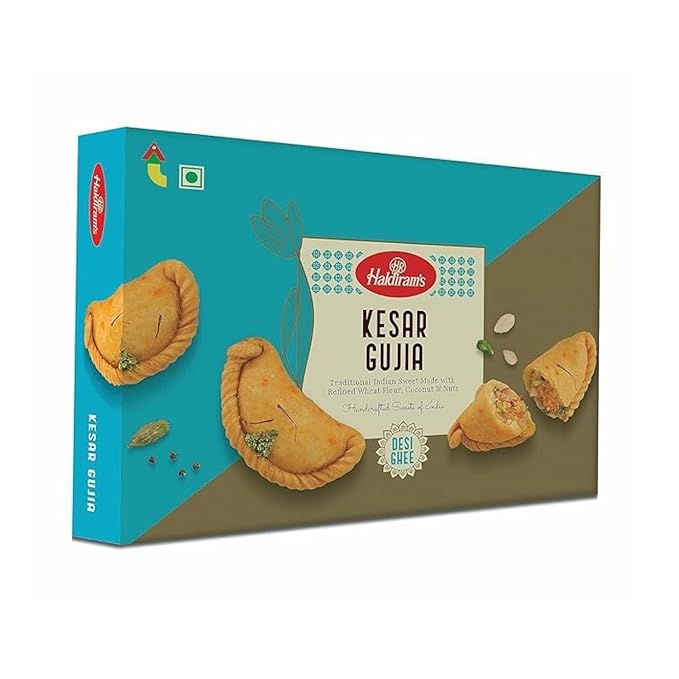 Haldiram's
KESAR GUJIA
HR
Haldiram's
KESAR
GUJIA
Traditional Indian Sweet Made with
Refined Wheat Flour, Coconut & Nuts
Handcrafted Sweets of India
DESI
GHEE